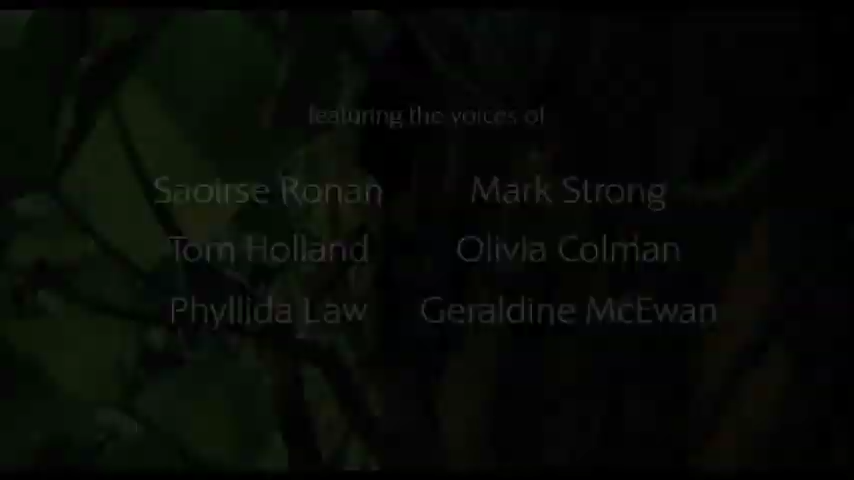 featuring the voices of
Saoirse Ronan Mark Strong
Tom Holland Olivia Colman
Phyllida Law Geraldine McEwan